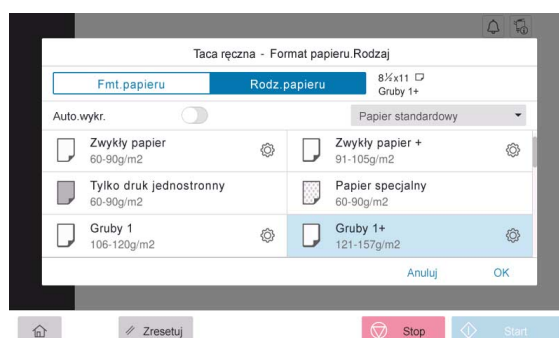 Taca ręczna - Format papieru.Rodzaj
Fmt.papieru
Rodz.papieru
8½x11
Gruby 1+
Auto.wykr.
Papier standardowy
Zwykły papier
60-90g/m2
Zwykły papier +
91-105g/m2
Tylko druk jednostronny
60-90g/m2
Papier specjalny
60-90g/m2
Gruby 1
106-120g/m2
Gruby 1+
121-157g/m2
Anuluj
OK
Zresetuj
Stop
Start